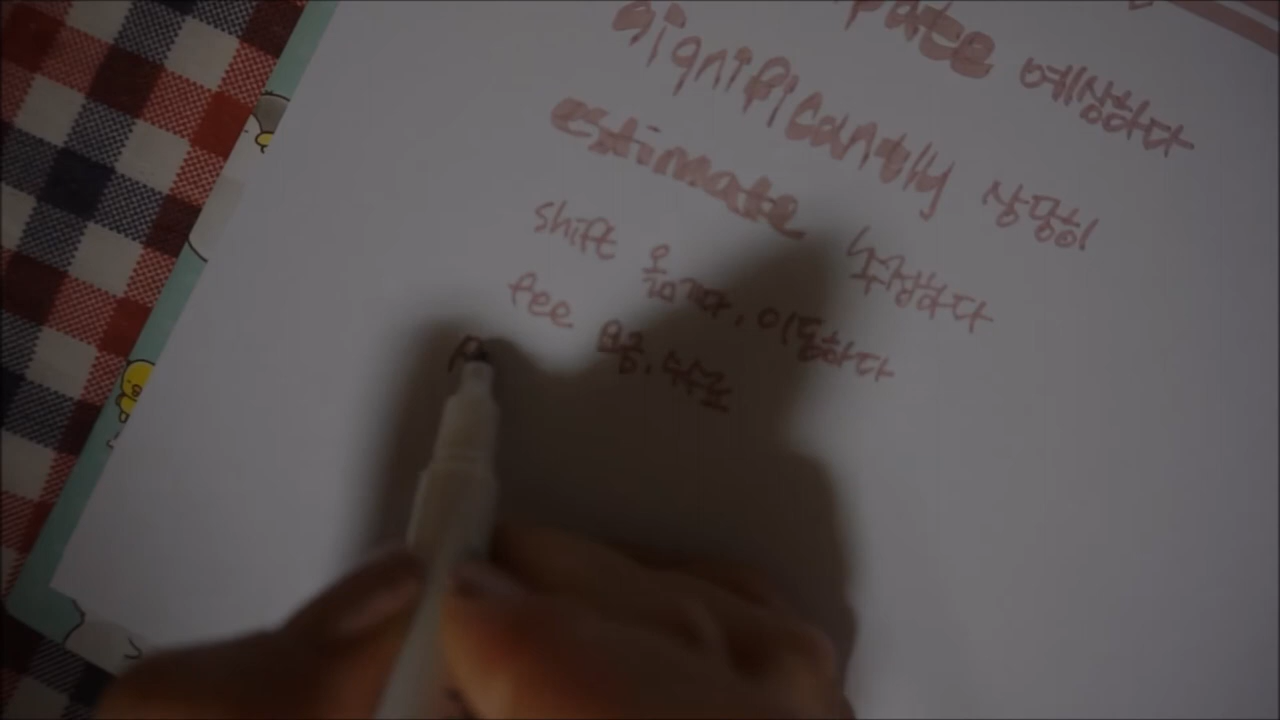 pate 예상하다
significantly 상당히
estimate 추정하다
shift 옮기다, 이동하다
fee 요금, 수수료